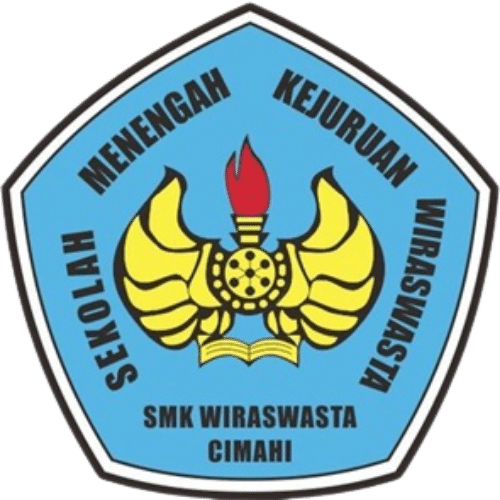 SEKOLAH MENENGAH KEJURUAN WIRASWASTA
SMK WIRASWASTA
CIMAHI